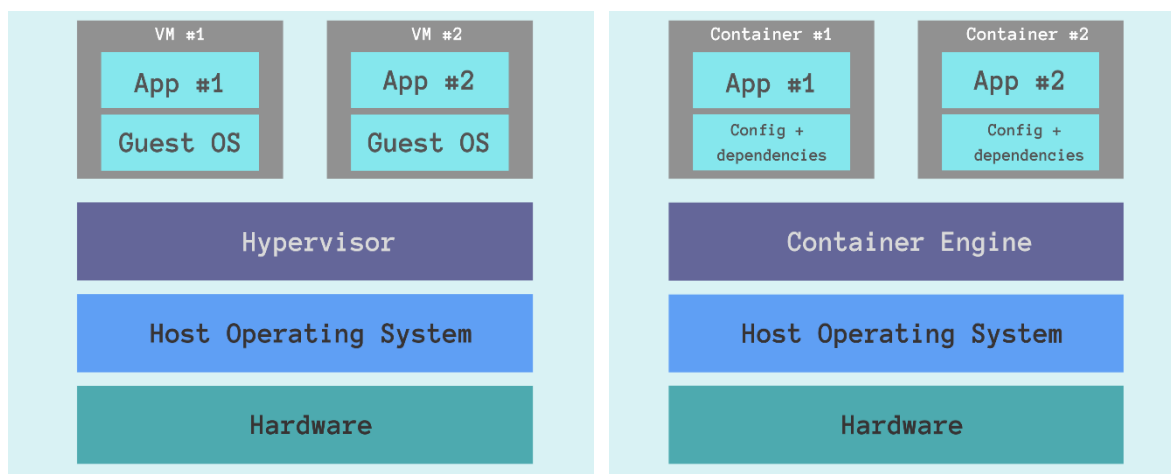 VM #1
App #1
Guest OS
VM #2
App #2
Guest OS
Hypervisor
Host Operating System
Hardware
Container #1
App #1
Config +
dependencies
Container #2
App #2
Config +
dependencies
Container Engine
Host Operating System
Hardware